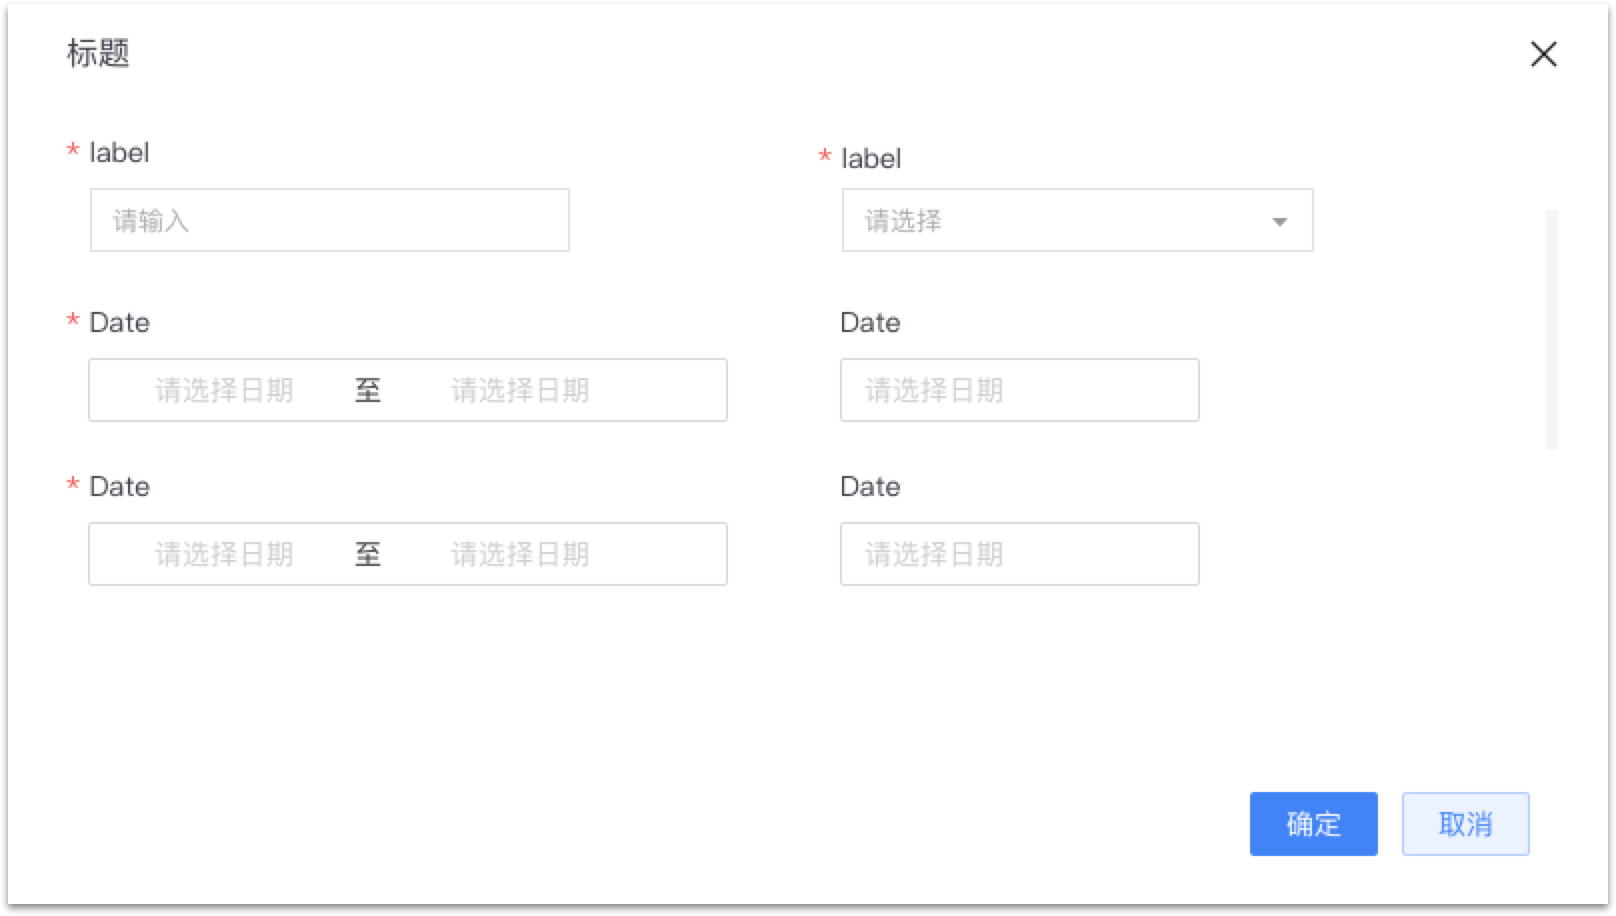 标题
* label
* label
请输入
请选择
* Date
Date
请选择日期 至 请选择日期
请选择日期
* Date
Date
请选择日期 至 请选择日期
请选择日期
确定
取消